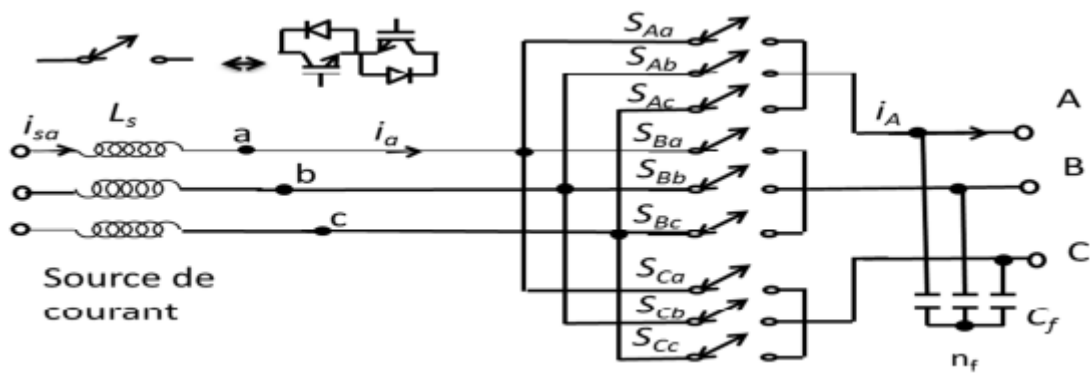 S_Aa
S_Ab
S_Ac
A
L_s
i_sa
a
i_a
S_Ba
i_A
b
S_Bb
B
c
S_Bc
C
Source de
courant
S_Ca
S_Cb
C_f
S_Cc
n_f